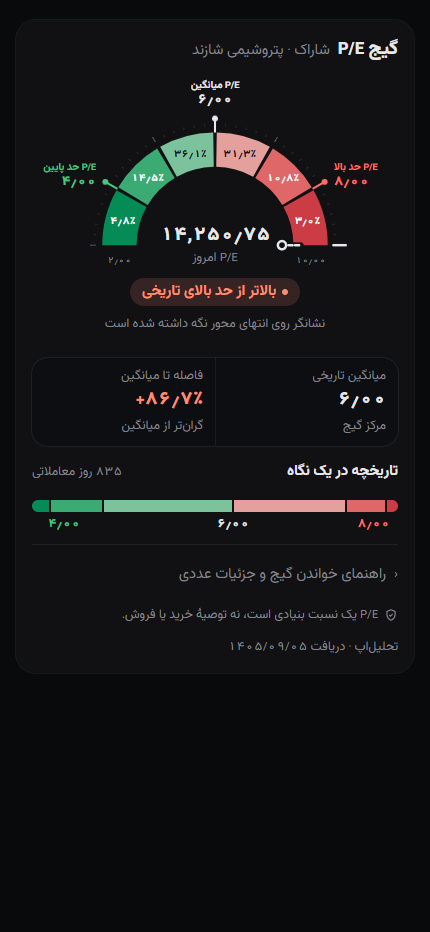 گیج P/E شاراک · پتروشیمی شازند
P/E میانگین
۶٫۰۰
P/E حد پایین
۴٫۰۰
P/E حد بالا
۸٫۰۰
۴٫۸٪
۱۴٫۵٪
۳۶٫۱٪
۳۱٫۳٪
۱۰٫۸٪
۳٫۰٪
۱۴,۲۵۰٫۷۵
P/E امروز
۲٫۰۰
۱۰٫۰۰
بالاتر از حد بالای تاریخی
نشانگر روی انتهای محور نگه داشته شده است
میانگین تاریخی
۶٫۰۰
مرکز گیج
فاصله تا میانگین
+۸۶٫۷٪
گران‌تر از میانگین
تاریخچه در یک نگاه
۸۳۵ روز معاملاتی
۸٫۰۰
۶٫۰۰
۴٫۰۰
راهنمای خواندن گیج و جزئیات عددی
P/E یک نسبت بنیادی است، نه توصیهٔ خرید یا فروش.
تحلیل‌اپ · دریافت ۱۴۰۵/۰۹/۰۵